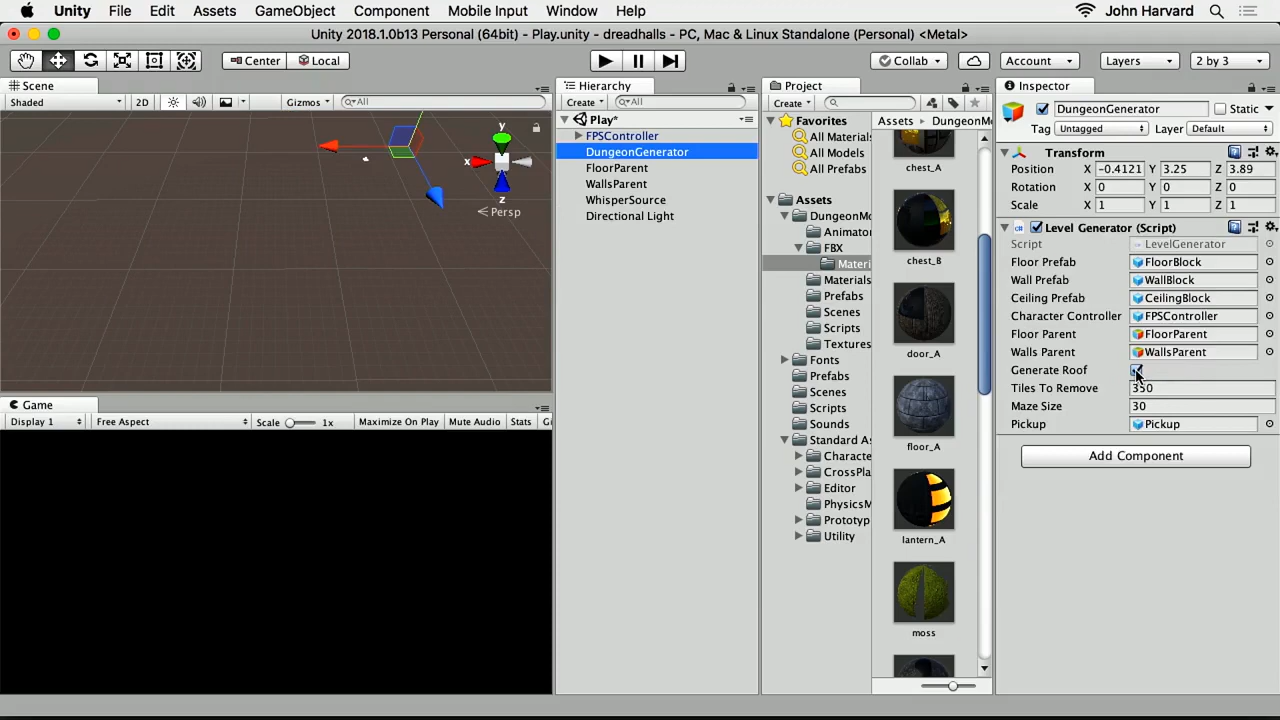 Unity File Edit Assets GameObject Component Mobile Input Window Help John Harvard
Unity 2018.1.0b13 Personal (64bit) - Play.unity - dreadhalls - PC, Mac & Linux Standalone (Personal) <Metal>
Center Local Collab Account Layers 2 by 3
Scene
Shaded 2D Gizmos All
y
x
z
Persp
Game
Display 1 Free Aspect Scale 1x Maximize On Play Mute Audio Stats
Hierarchy
Create All
Play*
FPSController
DungeonGenerator
FloorParent
WallsParent
WhisperSource
Directional Light
Project
Create
Favorites
All Materials
All Models
All Prefabs
Assets
DungeonMo
Animator
FBX
Materi
Materials
Prefabs
Scenes
Scripts
Textures
Fonts
Prefabs
Scenes
Scripts
Sounds
Standard As
Characte
CrossPla
Editor
PhysicsM
Prototyp
Utility
Assets DungeonMo
chest_A
chest_B
door_A
floor_A
lantern_A
moss
Inspector
DungeonGenerator Static
Tag Untagged Layer Default
Transform
Position X -0.4121 Y 3.25 Z 3.89
Rotation X 0 Y 0 Z 0
Scale X 1 Y 1 Z 1
Level Generator (Script)
Script LevelGenerator
Floor Prefab FloorBlock
Wall Prefab WallBlock
Ceiling Prefab CeilingBlock
Character Controller FPSController
Floor Parent FloorParent
Walls Parent WallsParent
Generate Roof
Tiles To Remove 350
Maze Size 30
Pickup Pickup
Add Component